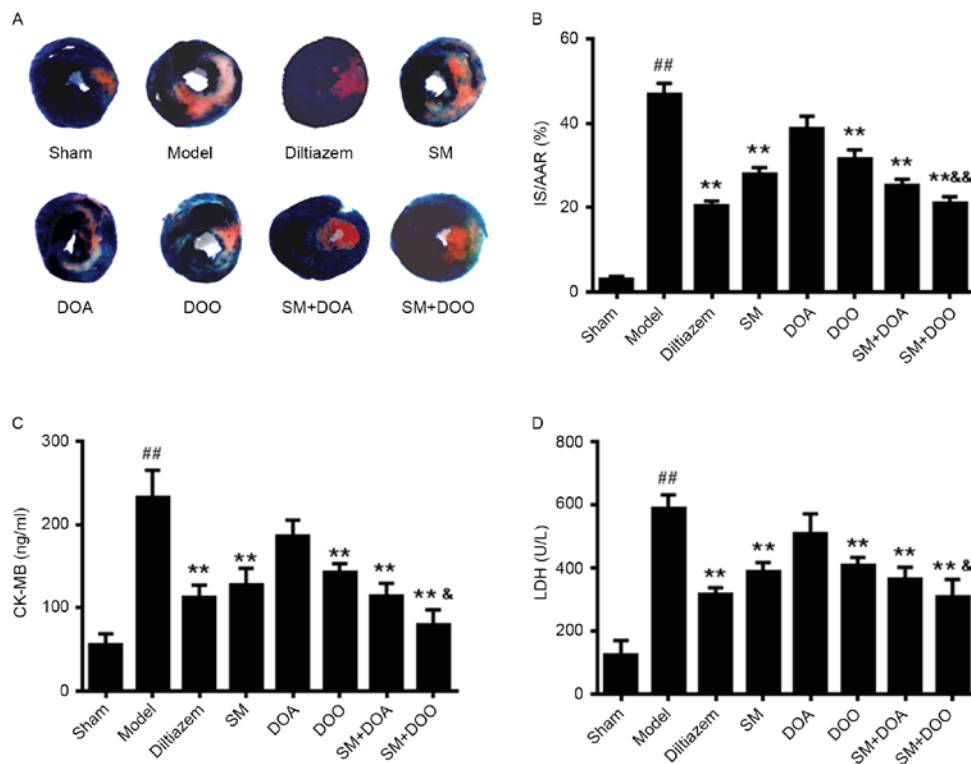 A
Sham Model Diltiazem SM
DOA DOO SM+DOA SM+DOO
B
IS/AAR (%)
60
40
20
0
##
**
**
**
**
**&&
Sham Model Diltiazem SM DOA DOO SM+DOA SM+DOO
C
CK-MB (ng/ml)
300
200
100
0
##
**
**
**
**
** &
Sham Model Diltiazem SM DOA DOO SM+DOA SM+DOO
D
LDH (U/L)
800
600
400
200
0
##
**
**
**
**
** &
Sham Model Diltiazem SM DOA DOO SM+DOA SM+DOO